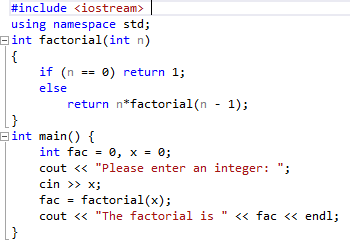 #include <iostream>
using namespace std;
int factorial(int n)
{
    if (n == 0) return 1;
    else
        return n*factorial(n - 1);
}
int main() {
    int fac = 0, x = 0;
    cout << "Please enter an integer: ";
    cin >> x;
    fac = factorial(x);
    cout << "The factorial is " << fac << endl;
}